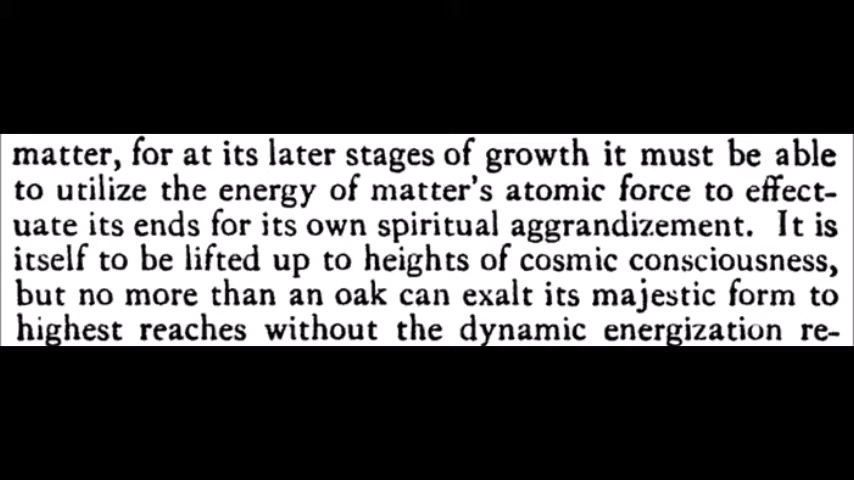 matter, for at its later stages of growth it must be able
to utilize the energy of matter's atomic force to effect-
uate its ends for its own spiritual aggrandizement. It is
itself to be lifted up to heights of cosmic consciousness,
but no more than an oak can exalt its majestic form to
highest reaches without the dynamic energization re-